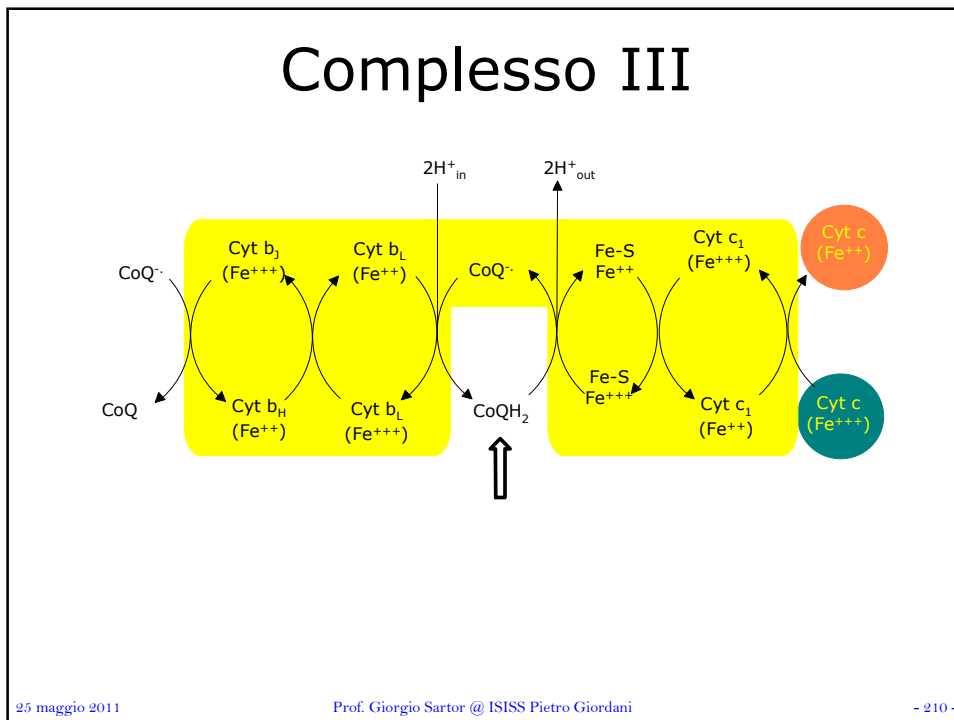 Complesso III
2H⁺in
2H⁺out
CoQ⁻·
Cyt bJ
(Fe⁺⁺⁺)
Cyt bL
(Fe⁺⁺)
CoQ⁻·
Fe-S
Fe⁺⁺
Cyt c₁
(Fe⁺⁺⁺)
Cyt c
(Fe⁺⁺)
CoQ
Cyt bH
(Fe⁺⁺)
Cyt bL
(Fe⁺⁺⁺)
CoQH₂
Fe-S
Fe⁺⁺⁺
Cyt c₁
(Fe⁺⁺)
Cyt c
(Fe⁺⁺⁺)
25 maggio 2011
Prof. Giorgio Sartor @ ISISS Pietro Giordani
- 210 -